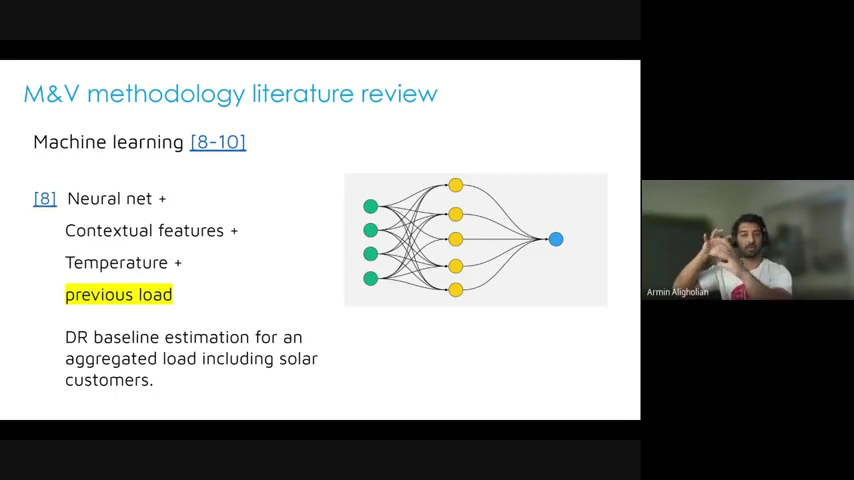 M&V methodology literature review
Machine learning [8-10]
[8] Neural net +
Contextual features +
Temperature +
previous load
DR baseline estimation for an
aggregated load including solar
customers.
Armin Aligholian